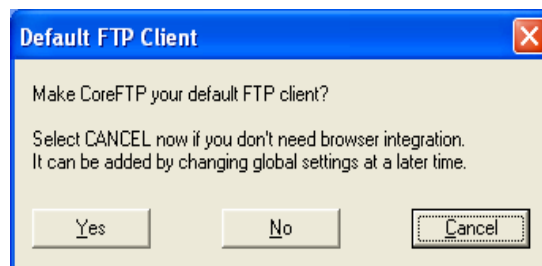 Default FTP Client
Make CoreFTP your default FTP client?
Select CANCEL now if you don't need browser integration.
It can be added by changing global settings at a later time.
Yes No Cancel